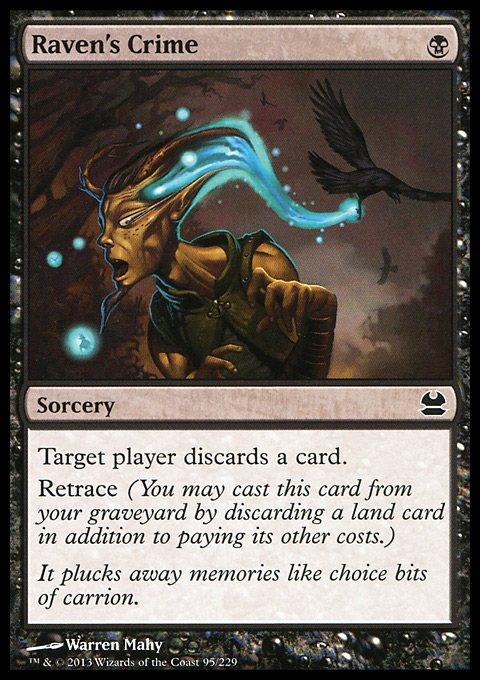 Raven's Crime
Sorcery
Target player discards a card.
Retrace (You may cast this card from
your graveyard by discarding a land card
in addition to paying its other costs.)
It plucks away memories like choice bits
of carrion.
Warren Mahy
™ & © 2013 Wizards of the Coast 95/229